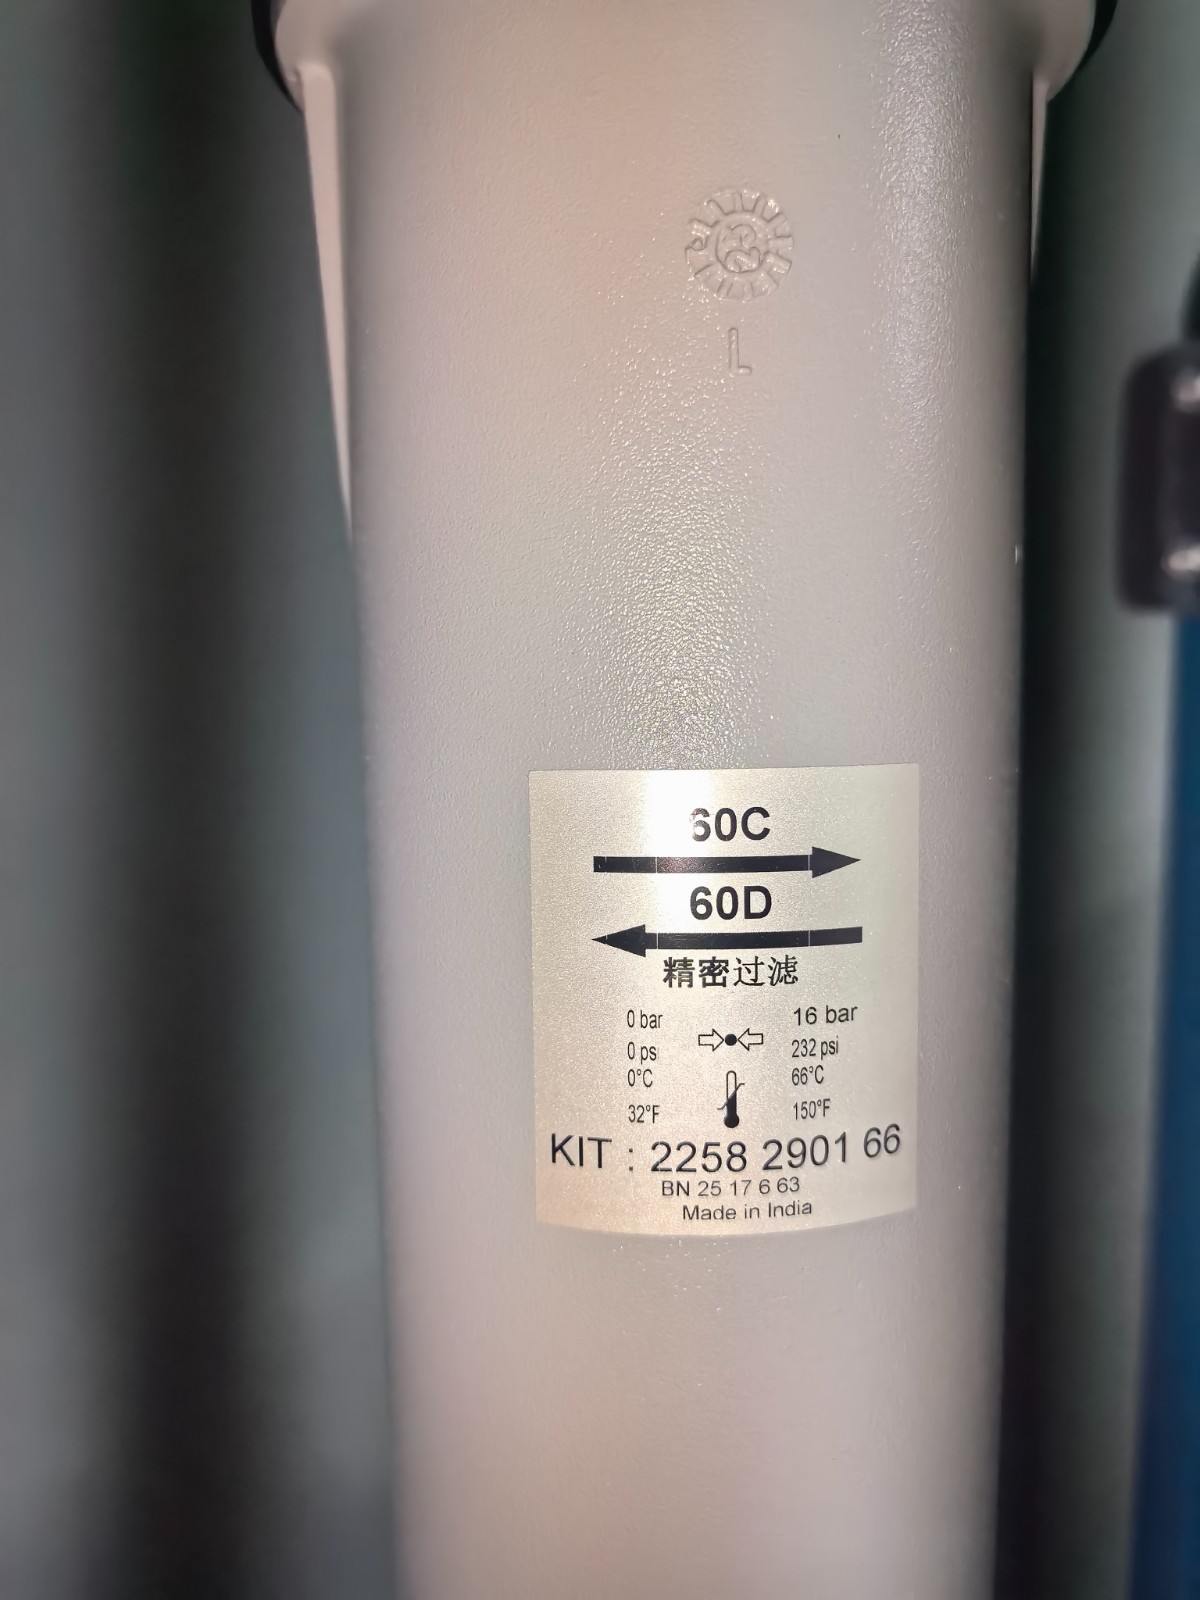 L
60C
60D
精密过滤
0 bar 16 bar
0 psi 232 psi
0°C 66°C
32°F 150°F
KIT : 2258 2901 66
BN 25 17 6 63
Made in India